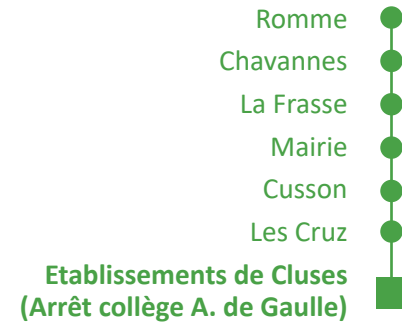 Romme
Chavannes
La Frasse
Mairie
Cusson
Les Cruz
Etablissements de Cluses
(Arrêt collège A. de Gaulle)